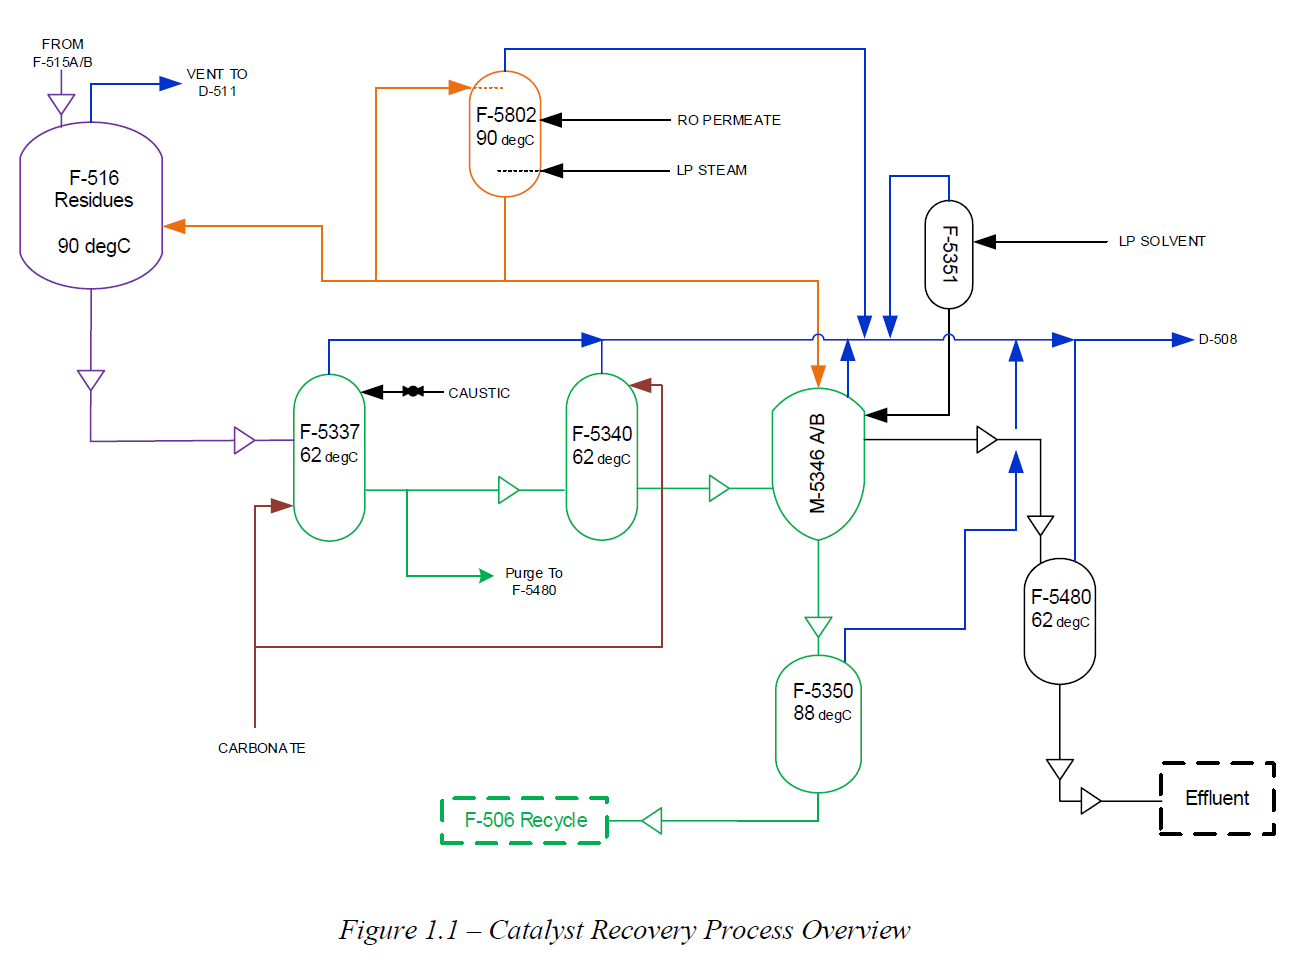 FROM
F-515A/B
VENT TO
D-511
F-516
Residues
90 degC
F-5802
90 degC
RO PERMEATE
LP STEAM
F-5351
LP SOLVENT
D-508
CAUSTIC
F-5337
62 degC
F-5340
62 degC
M-5346 A/B
Purge To
F-5480
F-5480
62 degC
F-5350
88 degC
CARBONATE
F-506 Recycle
Effluent
Figure 1.1 – Catalyst Recovery Process Overview